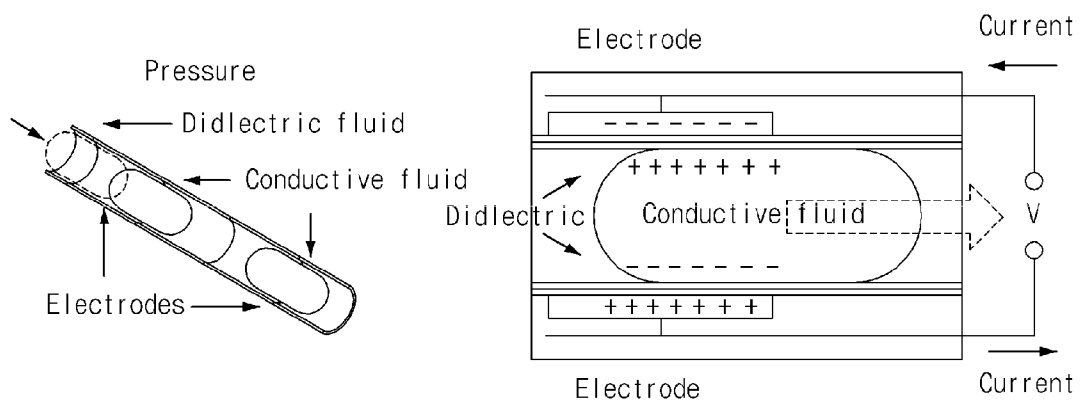 Pressure
Didlectric fluid
Conductive fluid
Electrodes
Electrode
Current
- - - - - - -
+ + + + + + +
Didlectric
Conductive fluid
V
- - - - - - -
+ + + + + + +
Electrode
Current